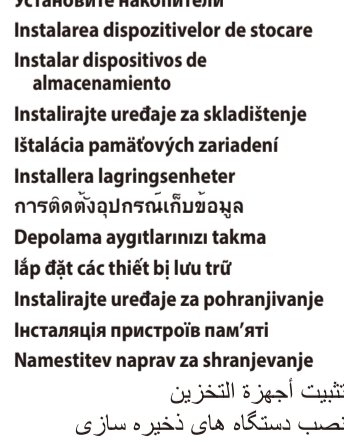 Установите накопители
Instalarea dispozitivelor de stocare
Instalar dispositivos de
almacenamiento
Instalirajte uređaje za skladištenje
Ištalácia pamäťových zariadení
Installera lagringsenheter
การติดตั้งอุปกรณ์เก็บข้อมูล
Depolama aygıtlarınızı takma
lắp đặt các thiết bị lưu trữ
Instalirajte uređaje za pohranjivanje
Інсталяція пристроїв пам’яті
Namestitev naprav za shranjevanje
تثبيت أجهزة التخزين
نصب دستگاه های ذخیره سازی